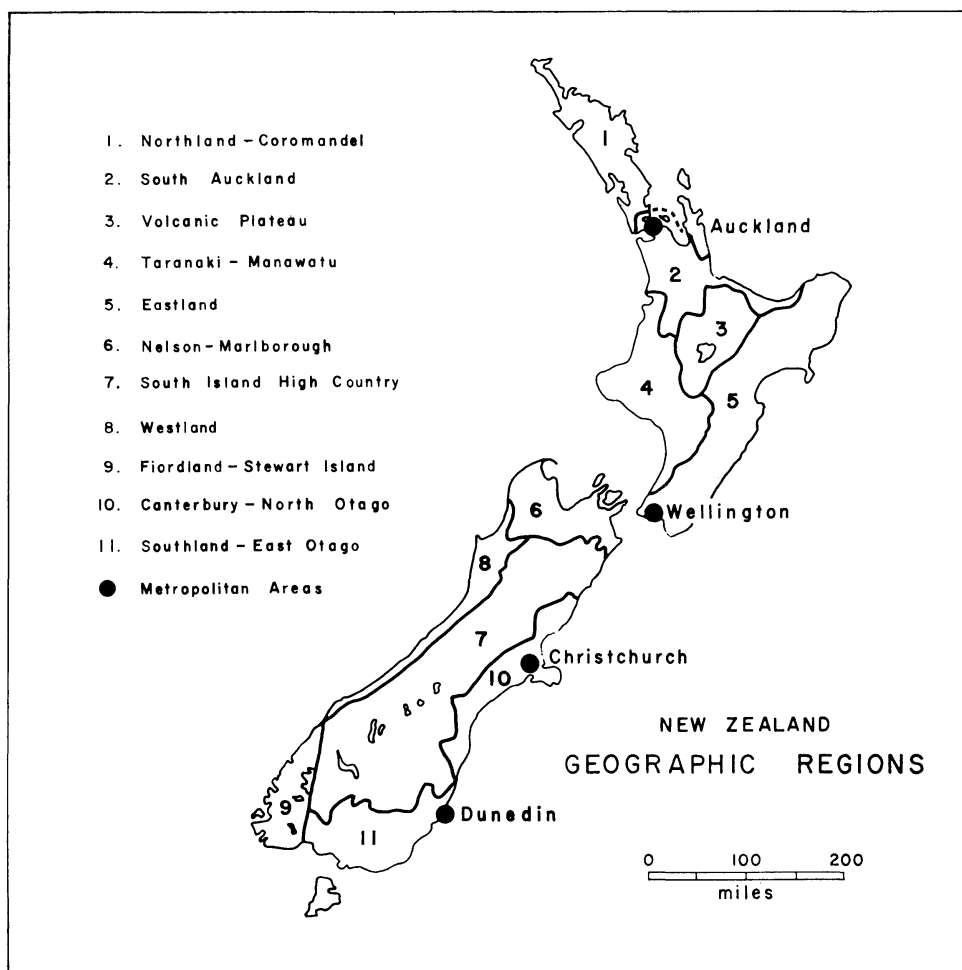 1. Northland-Coromandel
2. South Auckland
3. Volcanic Plateau
4. Taranaki-Manawatu
5. Eastland
6. Nelson-Marlborough
7. South Island High Country
8. Westland
9. Fiordland-Stewart Island
10. Canterbury-North Otago
11. Southland-East Otago
Metropolitan Areas
1
Auckland
2
3
4
5
Wellington
6
8
7
Christchurch
10
9
11
Dunedin
NEW ZEALAND
GEOGRAPHIC REGIONS
0 100 200
miles